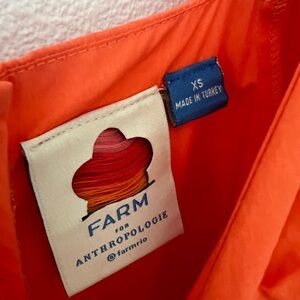 XS
MADE IN TURKEY
FARM
FOR
ANTHROPOLOGIE
@farmrio